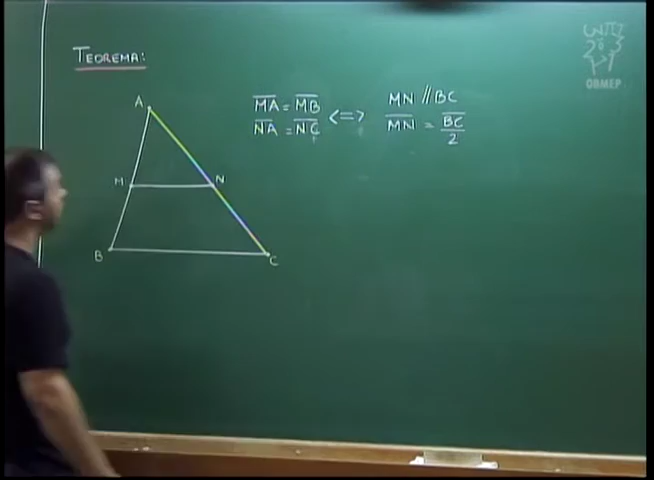 TEOREMA:
A
M
N
B
C
MA = MB <=> MN // BC
NA = NC MN = BC/2
OBMEP